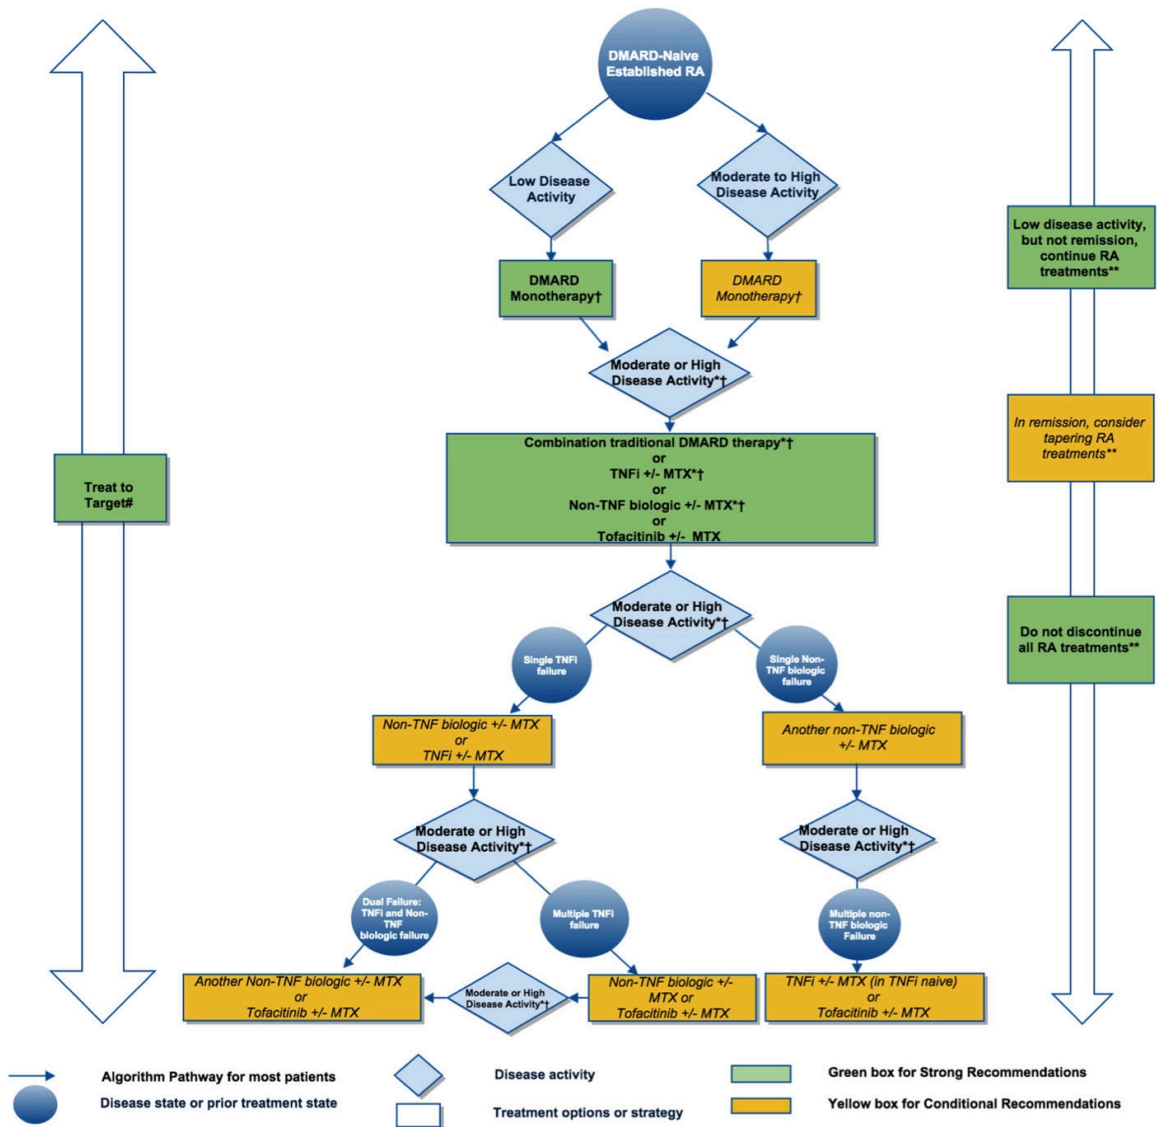 DMARD-Naive
Established RA
Low Disease
Activity
Moderate to High
Disease Activity
DMARD
Monotherapy†
DMARD
Monotherapy†
Moderate or High
Disease Activity*†
Combination traditional DMARD therapy*†
or
TNFi +/- MTX*†
or
Non-TNF biologic +/- MTX*†
or
Tofacitinib +/- MTX
Moderate or High
Disease Activity*†
Single TNFi
failure
Single Non-
TNF biologic
failure
Non-TNF biologic +/- MTX
or
TNFi +/- MTX
Another non-TNF biologic
+/- MTX
Moderate or High
Disease Activity*†
Moderate or High
Disease Activity*†
Dual Failure:
TNFi and Non-
TNF
biologic failure
Multiple TNFi
failure
Multiple non-
TNF biologic
Failure
Another Non-TNF biologic +/- MTX
or
Tofacitinib +/- MTX
Moderate or High
Disease Activity*†
Non-TNF biologic +/-
MTX or
Tofacitinib +/- MTX
TNFi +/- MTX (in TNFi naive)
or
Tofacitinib +/- MTX
Treat to
Target#
Low disease activity,
but not remission,
continue RA
treatments**
In remission, consider
tapering RA
treatments**
Do not discontinue
all RA treatments**
Algorithm Pathway for most patients
Disease state or prior treatment state
Disease activity
Treatment options or strategy
Green box for Strong Recommendations
Yellow box for Conditional Recommendations